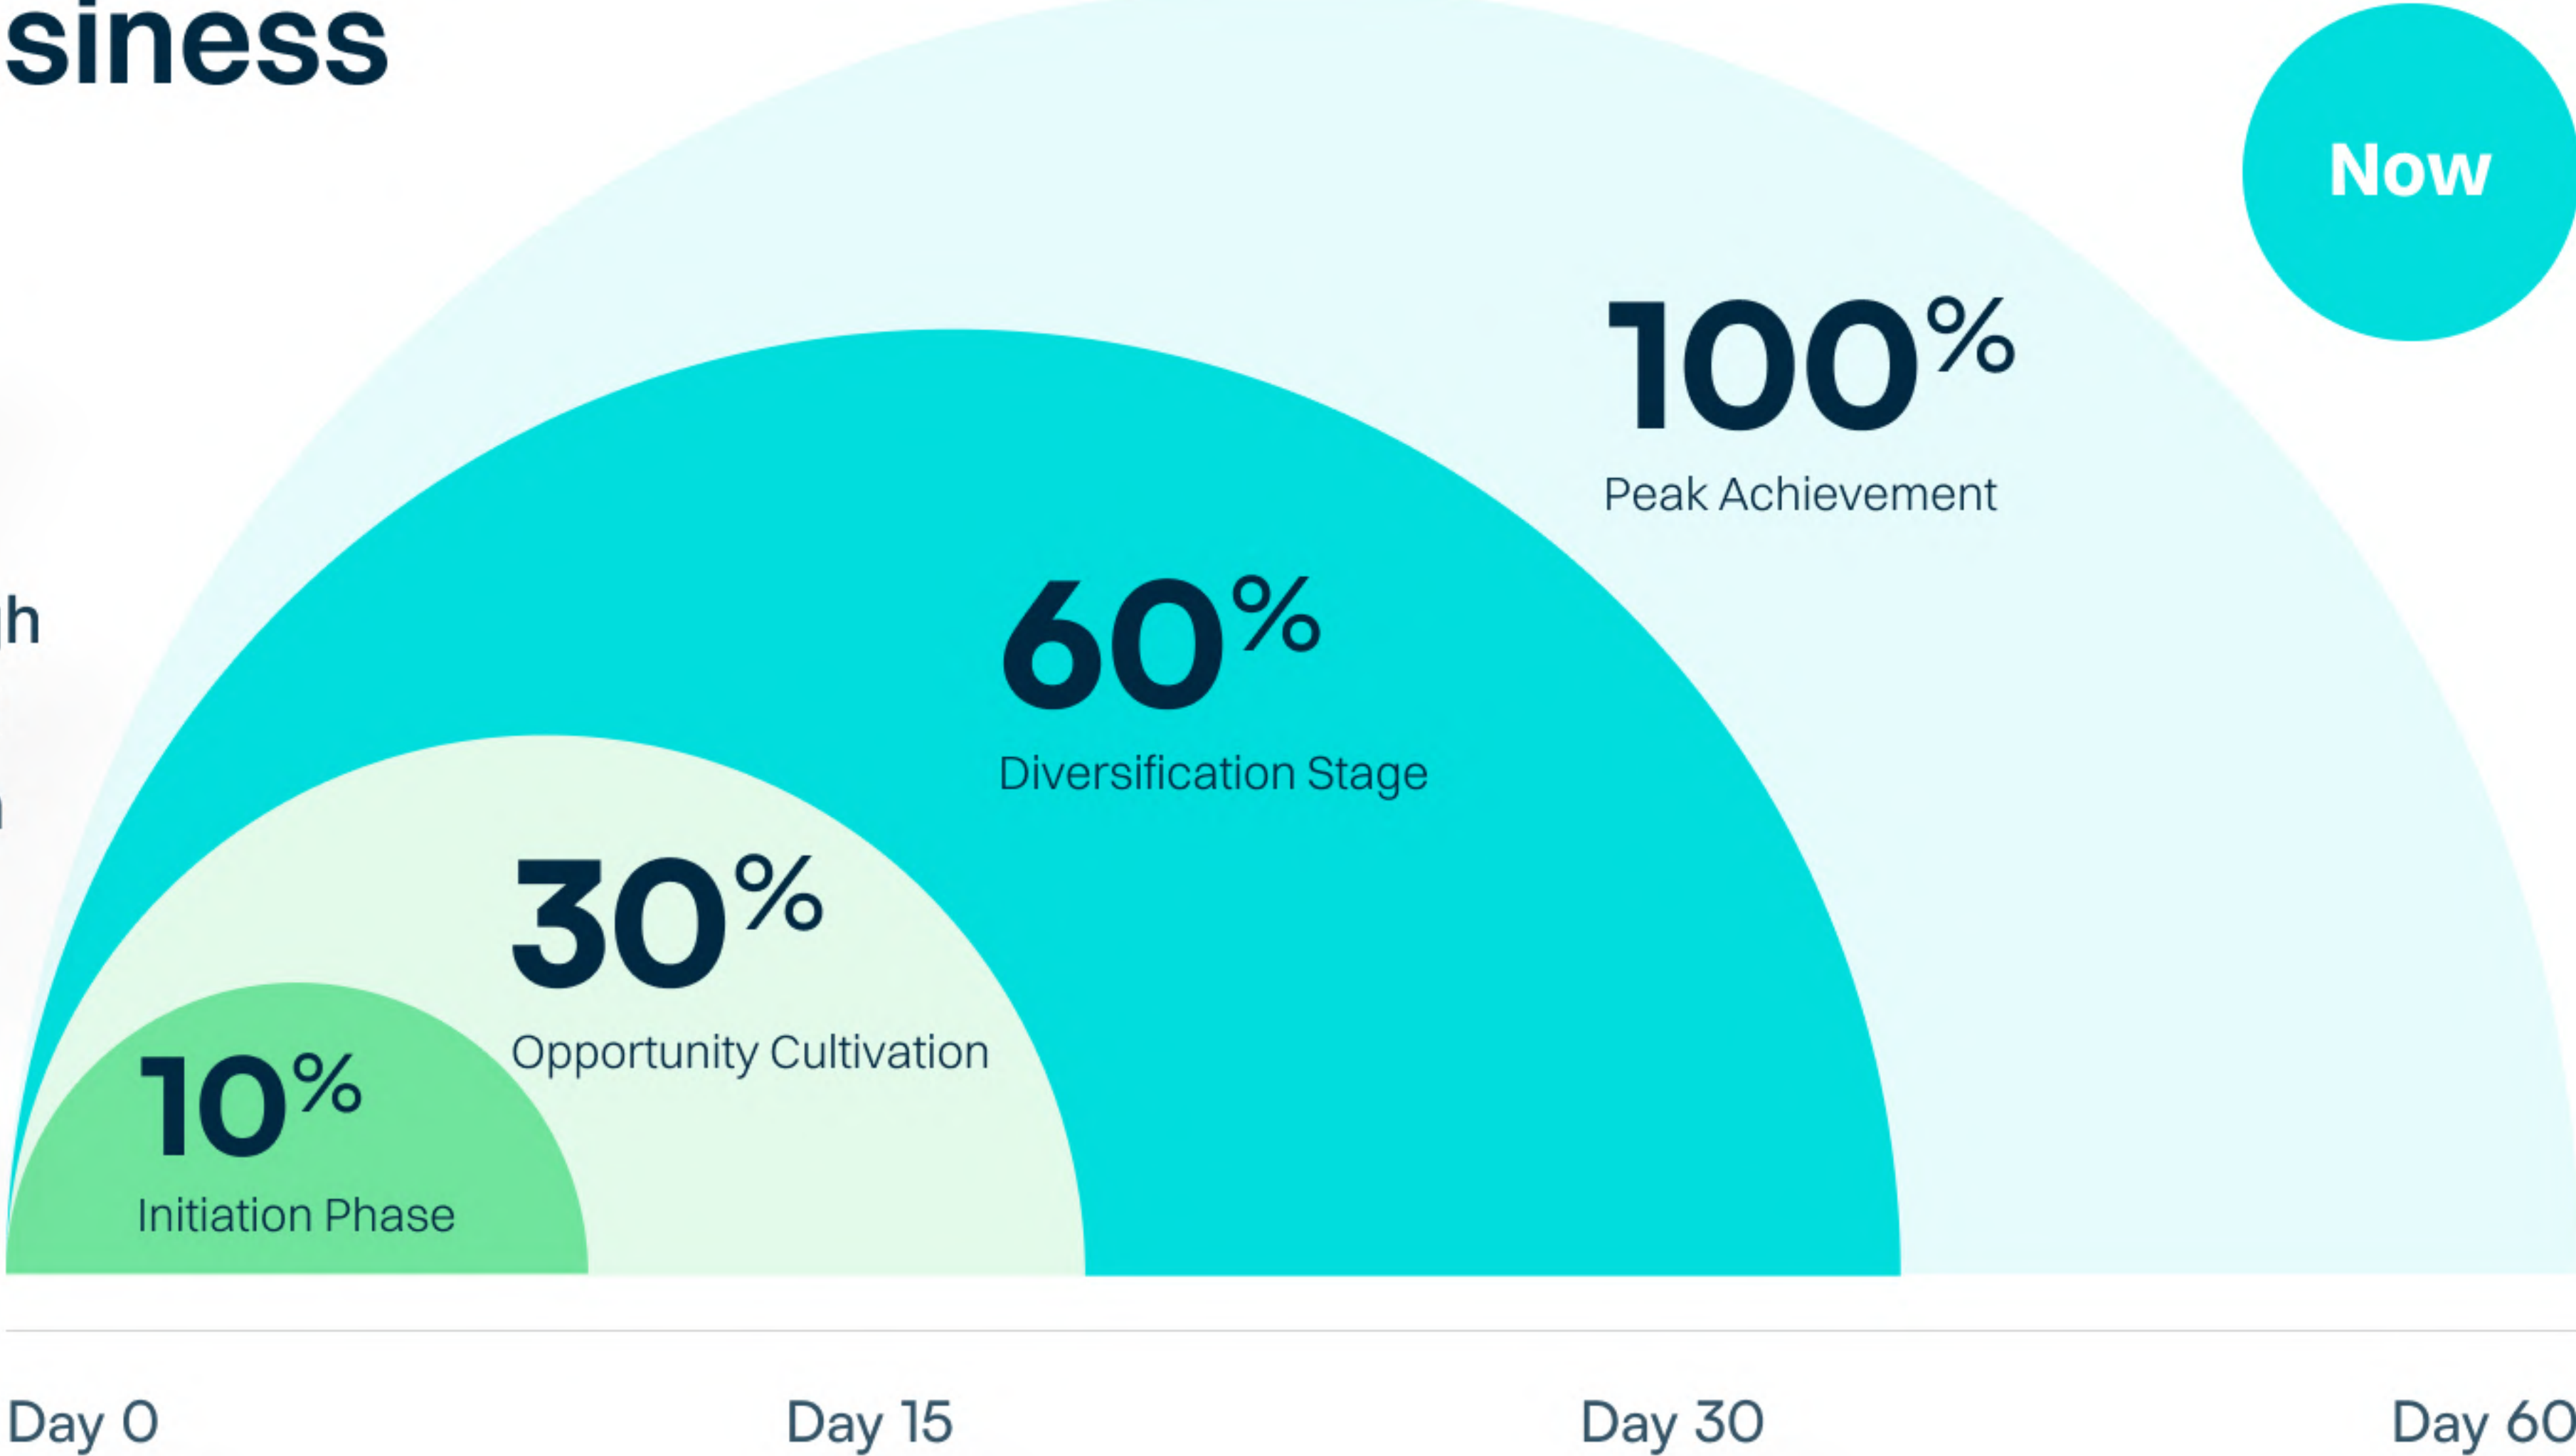 siness
Now
100%
Peak Achievement
60%
Diversification Stage
30%
Opportunity Cultivation
10%
Initiation Phase
h
Day 0
Day 15
Day 30
Day 60